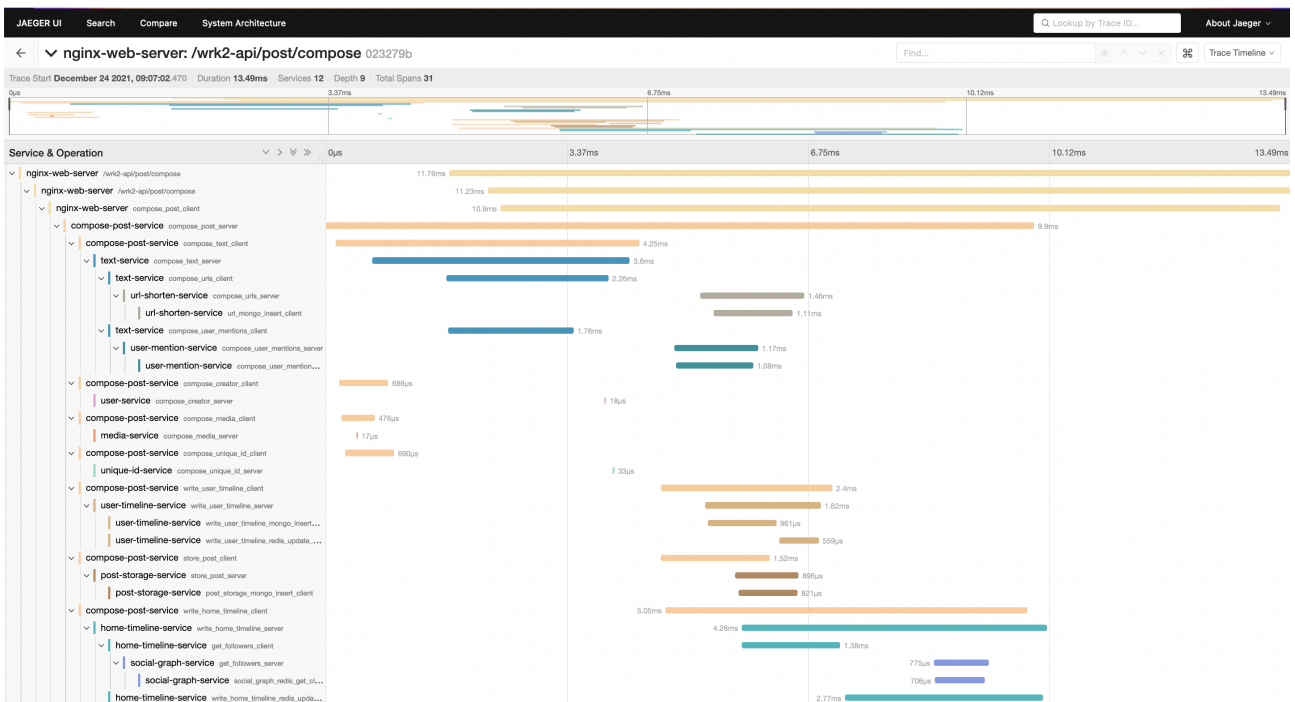 JAEGER UI Search Compare System Architecture Lookup by Trace ID... About Jaeger
nginx-web-server: /wrk2-api/post/compose 023279b Find... Trace Timeline
Trace Start December 24 2021, 09:07:02.470 Duration 13.49ms Services 12 Depth 9 Total Spans 31
0μs 3.37ms 6.75ms 10.12ms 13.49ms
Service & Operation 0μs 3.37ms 6.75ms 10.12ms 13.49ms
nginx-web-server /wrk2-api/post/compose 11.76ms
nginx-web-server /wrk2-api/post/compose 11.23ms
nginx-web-server compose_post_client 10.9ms
compose-post-service compose_post_server 9.9ms
compose-post-service compose_text_client 4.25ms
text-service compose_text_server 3.6ms
text-service compose_urls_client 2.26ms
url-shorten-service compose_urls_server 1.46ms
url-shorten-service url_mongo_insert_client 1.11ms
text-service compose_user_mentions_client 1.76ms
user-mention-service compose_user_mentions_server 1.17ms
user-mention-service compose_user_mention... 1.08ms
compose-post-service compose_creator_client 686μs
user-service compose_creator_server 18μs
compose-post-service compose_media_client 476μs
media-service compose_media_server 17μs
compose-post-service compose_unique_id_client 690μs
unique-id-service compose_unique_id_server 33μs
compose-post-service write_user_timeline_client 2.4ms
user-timeline-service write_user_timeline_server 1.62ms
user-timeline-service write_user_timeline_mongo_insert... 961μs
user-timeline-service write_user_timeline_redis_update_... 559μs
compose-post-service store_post_client 1.52ms
post-storage-service store_post_server 896μs
post-storage-service post_storage_mongo_insert_client 821μs
compose-post-service write_home_timeline_client 5.05ms
home-timeline-service write_home_timeline_server 4.26ms
home-timeline-service get_followers_client 1.38ms
social-graph-service get_followers_server 775μs
social-graph-service social_graph_redis_get_cl... 706μs
home-timeline-service write_home_timeline_redis_upda... 2.77ms